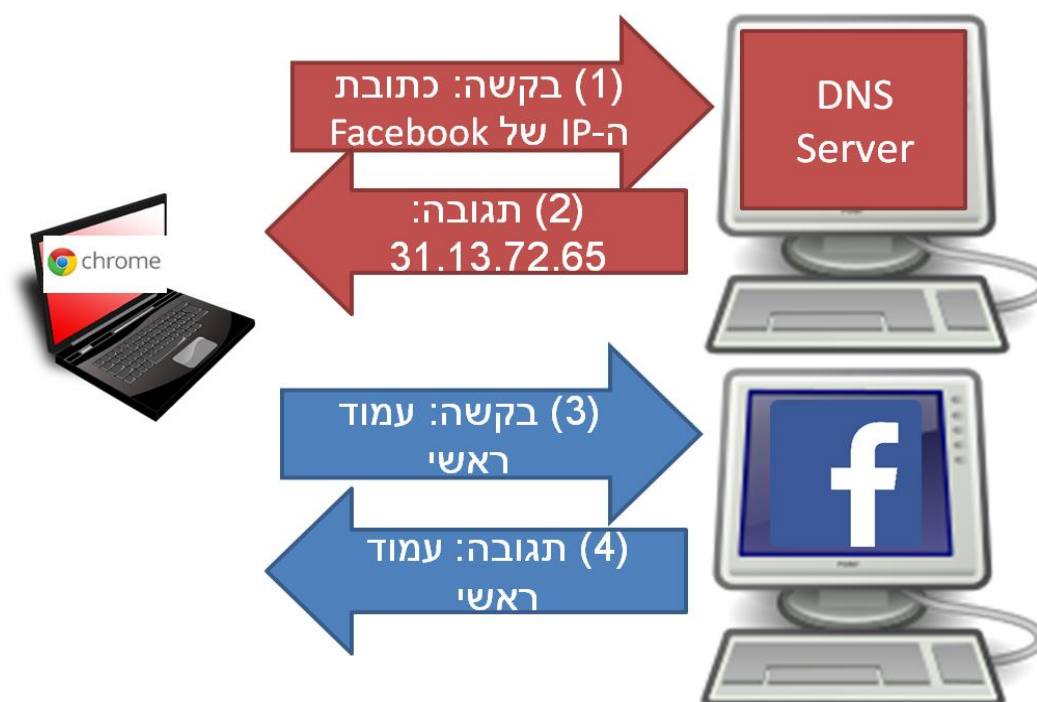 (1) בקשה: כתובת
ה-IP של Facebook
DNS
Server
(2) תגובה:
31.13.72.65
chrome
(3) בקשה: עמוד
ראשי
f
(4) תגובה: עמוד
ראשי